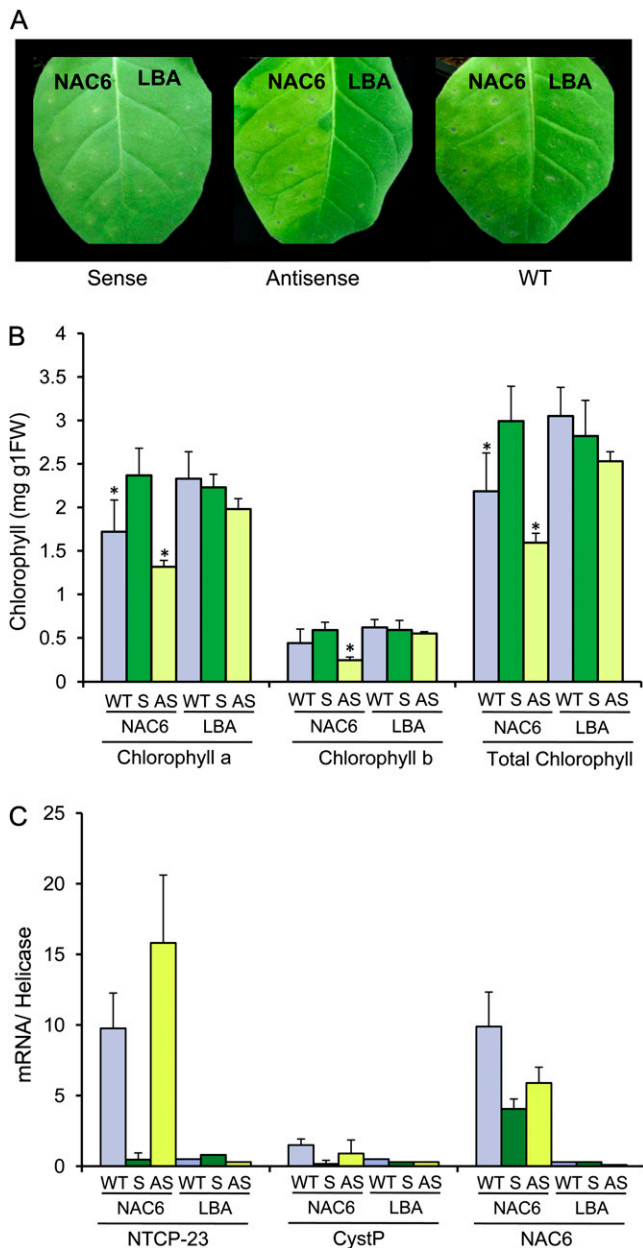 A
NAC6 LBA NAC6 LBA NAC6 LBA
Sense Antisense WT
B
Chlorophyll (mg g1FW)
4
3.5
3
2.5
2
1.5
1
0.5
0
* * * * *
WT S AS WT S AS WT S AS WT S AS WT S AS WT S AS
NAC6 LBA NAC6 LBA NAC6 LBA
Chlorophyll a Chlorophyll b Total Chlorophyll
C
mRNA/ Helicase
25
20
15
10
5
0
WT S AS WT S AS WT S AS WT S AS WT S AS WT S AS
NAC6 LBA NAC6 LBA NAC6 LBA
NTCP-23 CystP NAC6